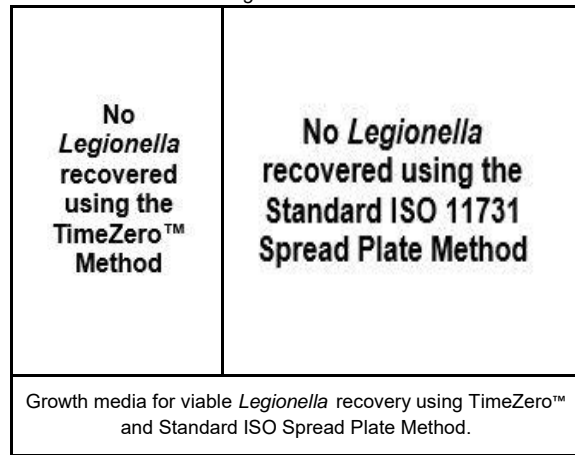 No
Legionella
recovered
using the
TimeZero™
Method
No Legionella
recovered using the
Standard ISO 11731
Spread Plate Method
Growth media for viable Legionella recovery using TimeZero™
and Standard ISO Spread Plate Method.